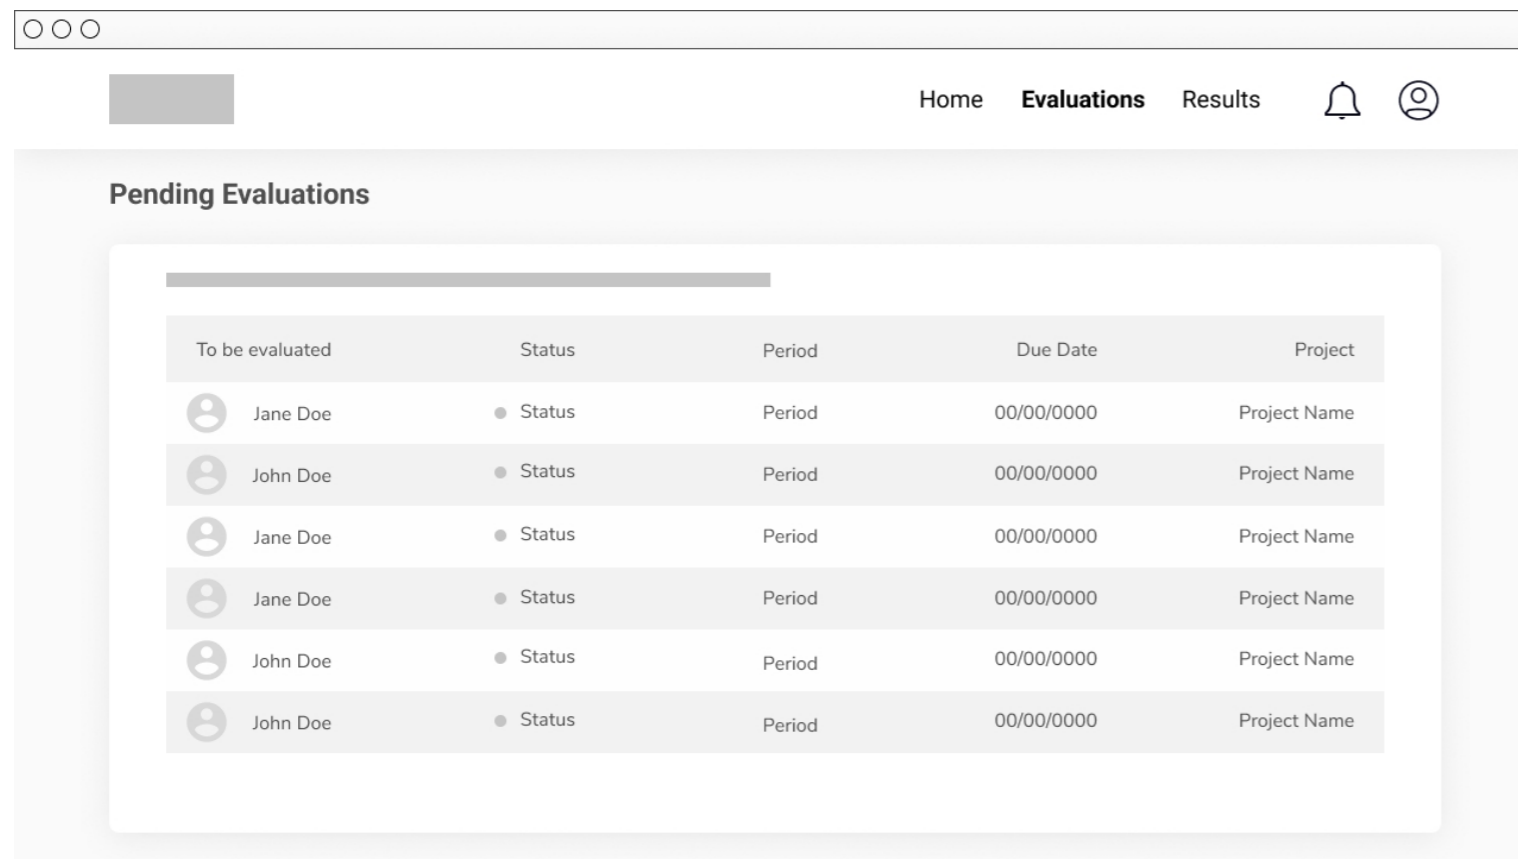 Home Evaluations Results
Pending Evaluations
To be evaluated Status Period Due Date Project
Jane Doe Status Period 00/00/0000 Project Name
John Doe Status Period 00/00/0000 Project Name
Jane Doe Status Period 00/00/0000 Project Name
Jane Doe Status Period 00/00/0000 Project Name
John Doe Status Period 00/00/0000 Project Name
John Doe Status Period 00/00/0000 Project Name